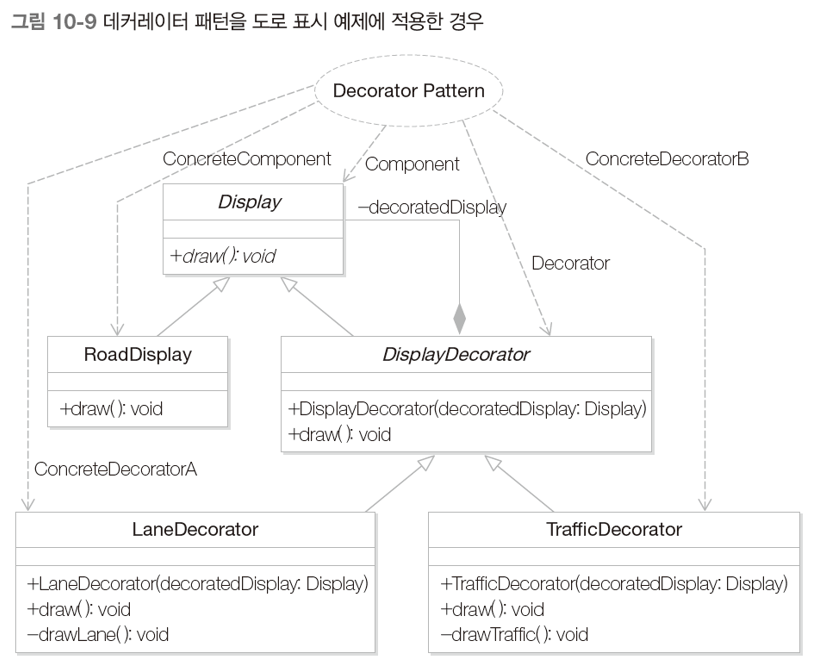 그림 10-9 데커레이터 패턴을 도로 표시 예제에 적용한 경우
Decorator Pattern
ConcreteComponent
Component
ConcreteDecoratorB
Display
+draw(): void
–decoratedDisplay
Decorator
RoadDisplay
+draw(): void
DisplayDecorator
+DisplayDecorator(decoratedDisplay: Display)
+draw(): void
ConcreteDecoratorA
LaneDecorator
+LaneDecorator(decoratedDisplay: Display)
+draw(): void
–drawLane(): void
TrafficDecorator
+TrafficDecorator(decoratedDisplay: Display)
+draw(): void
–drawTraffic(): void